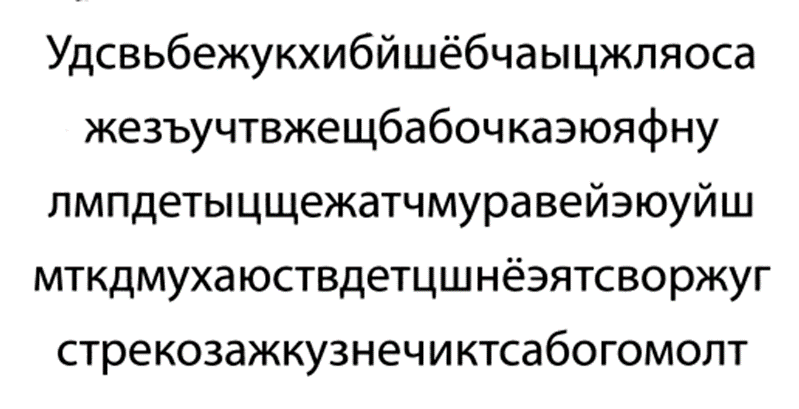 Удсвьбежукхибйшёбчаыцжляоса
жезъучтвжещбабочкаэюяфну
лмпдетыцщежатчмуравейэюуйш
мткдмухаюствдетцшнёэятсворжуг
стрекозажкузнечиктсабогомолт